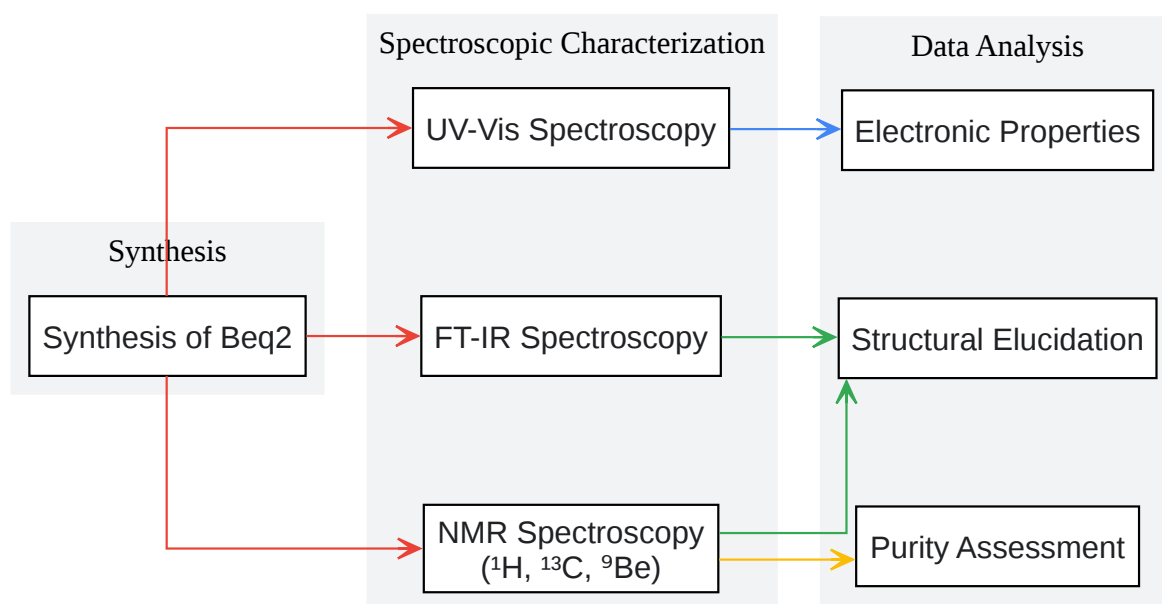 Spectroscopic Characterization
Data Analysis
UV-Vis Spectroscopy
Electronic Properties
Synthesis
Synthesis of Beq2
FT-IR Spectroscopy
Structural Elucidation
NMR Spectroscopy
(¹H, ¹³C, ⁹Be)
Purity Assessment